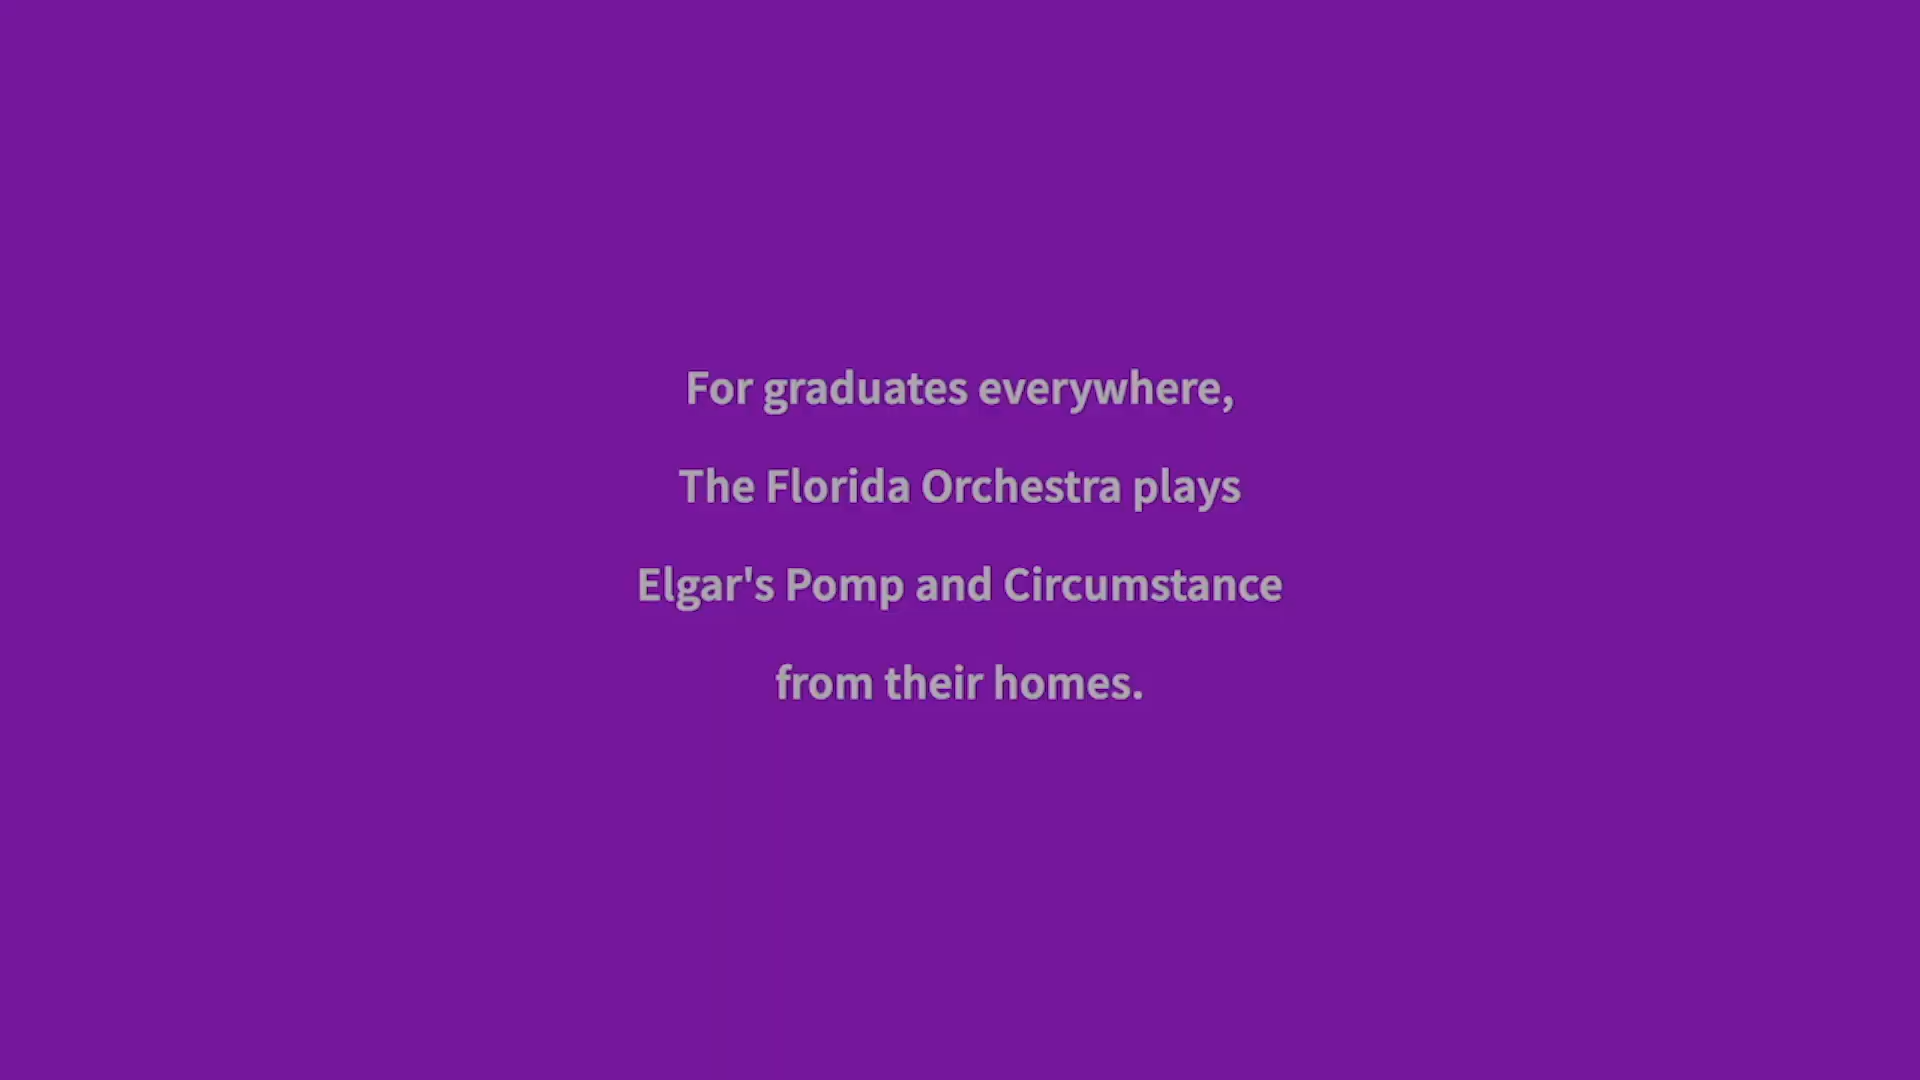 For graduates everywhere,
The Florida Orchestra plays
Elgar's Pomp and Circumstance
from their homes.